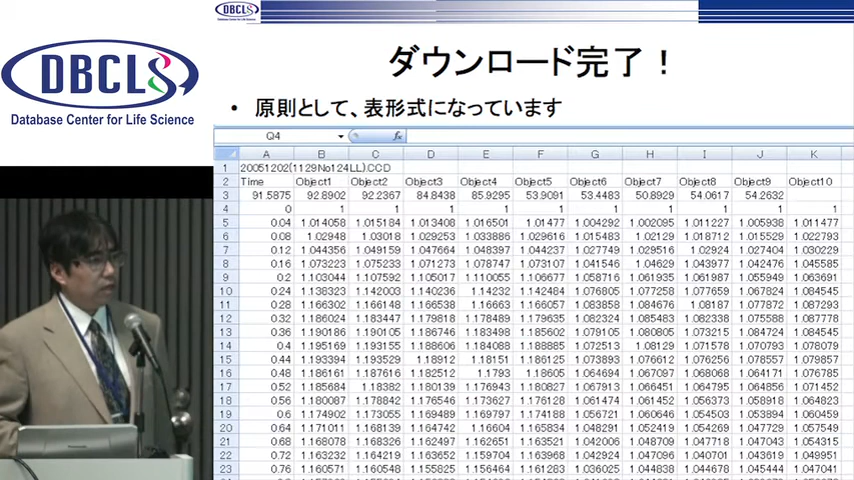 DBCLS
Database Center for Life Science
DBCLS
ダウンロード完了！
• 原則として、表形式になっています
Q4 fx
A B C D E F G H I J K
1 20051202(1129No124LL).CCD
2 Time Object1 Object2 Object3 Object4 Object5 Object6 Object7 Object8 Object9 Object10
3 91.5875 92.8902 92.2367 84.8438 85.9295 53.9091 53.4483 50.8929 54.0617 54.2632
4 0 1 1 1 1 1 1 1 1 1 1
5 0.04 1.014058 1.015184 1.013408 1.016501 1.01477 1.004292 1.002095 1.011227 1.005938 1.011477
6 0.08 1.02948 1.03018 1.029253 1.033886 1.029616 1.015483 1.02129 1.018712 1.015529 1.022793
7 0.12 1.044356 1.049159 1.047664 1.048397 1.044237 1.027749 1.029516 1.02924 1.027404 1.030229
8 0.16 1.073223 1.075233 1.071273 1.078747 1.073107 1.041546 1.04629 1.043977 1.042476 1.045585
9 0.2 1.103044 1.107592 1.105017 1.110055 1.106677 1.058716 1.061935 1.061987 1.055949 1.063691
10 0.24 1.138323 1.142003 1.140236 1.14232 1.142484 1.076805 1.077258 1.077659 1.067824 1.084545
11 0.28 1.166302 1.166148 1.166538 1.16663 1.166057 1.083858 1.084676 1.08187 1.077872 1.087293
12 0.32 1.186024 1.183447 1.179818 1.178489 1.179635 1.082324 1.085483 1.082338 1.075588 1.087778
13 0.36 1.190186 1.190105 1.186746 1.183498 1.185602 1.079105 1.080805 1.073215 1.084724 1.084545
14 0.4 1.195169 1.193155 1.188606 1.184088 1.188885 1.072513 1.08129 1.071578 1.070793 1.078079
15 0.44 1.193394 1.193529 1.18912 1.18151 1.186125 1.073893 1.076612 1.076256 1.078557 1.079857
16 0.48 1.186161 1.187616 1.182512 1.1793 1.18605 1.064694 1.067097 1.068068 1.064171 1.076785
17 0.52 1.185684 1.18382 1.180139 1.176943 1.180827 1.067913 1.066451 1.064795 1.064856 1.071452
18 0.56 1.180087 1.178842 1.176546 1.173627 1.176128 1.061474 1.061452 1.056373 1.058918 1.064823
19 0.6 1.174902 1.173055 1.169489 1.169797 1.174188 1.056721 1.060646 1.054503 1.053894 1.060459
20 0.64 1.171011 1.168139 1.164742 1.16604 1.165834 1.048291 1.052419 1.054269 1.047729 1.057549
21 0.68 1.168078 1.168326 1.162497 1.162651 1.163521 1.042006 1.048709 1.047718 1.047043 1.054315
22 0.72 1.163232 1.164219 1.163652 1.159704 1.163968 1.042924 1.047096 1.040701 1.043619 1.049951
23 0.76 1.160571 1.160548 1.155825 1.156464 1.161283 1.036025 1.044838 1.044678 1.045444 1.047041